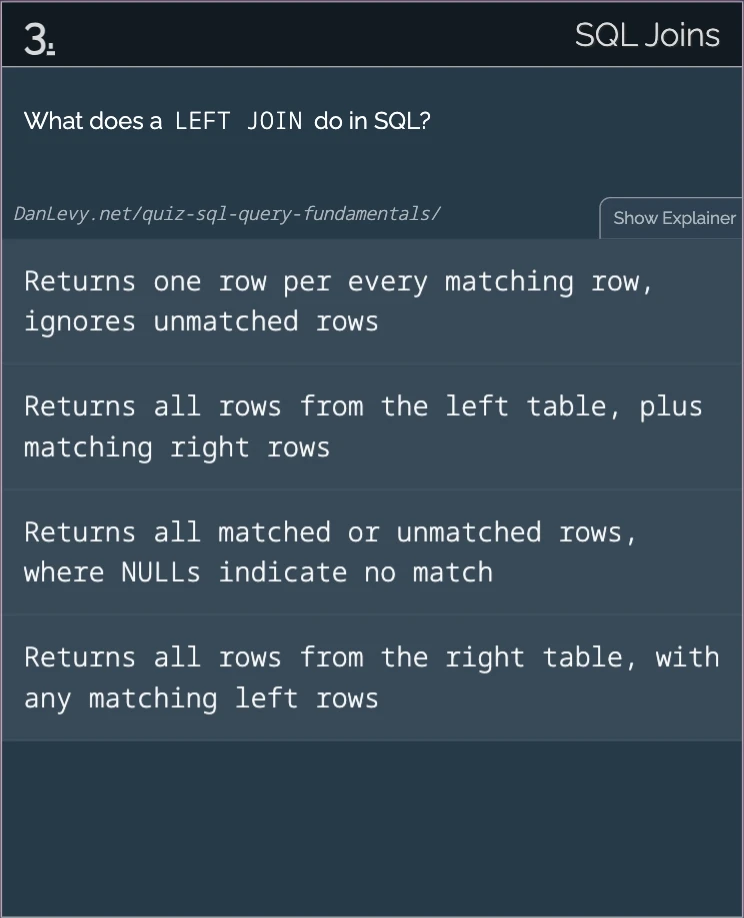 3.
SQL Joins
What does a LEFT JOIN do in SQL?
DanLevy.net/quiz-sql-query-fundamentals/
Show Explainer
Returns one row per every matching row,
ignores unmatched rows
Returns all rows from the left table, plus
matching right rows
Returns all matched or unmatched rows,
where NULLs indicate no match
Returns all rows from the right table, with
any matching left rows